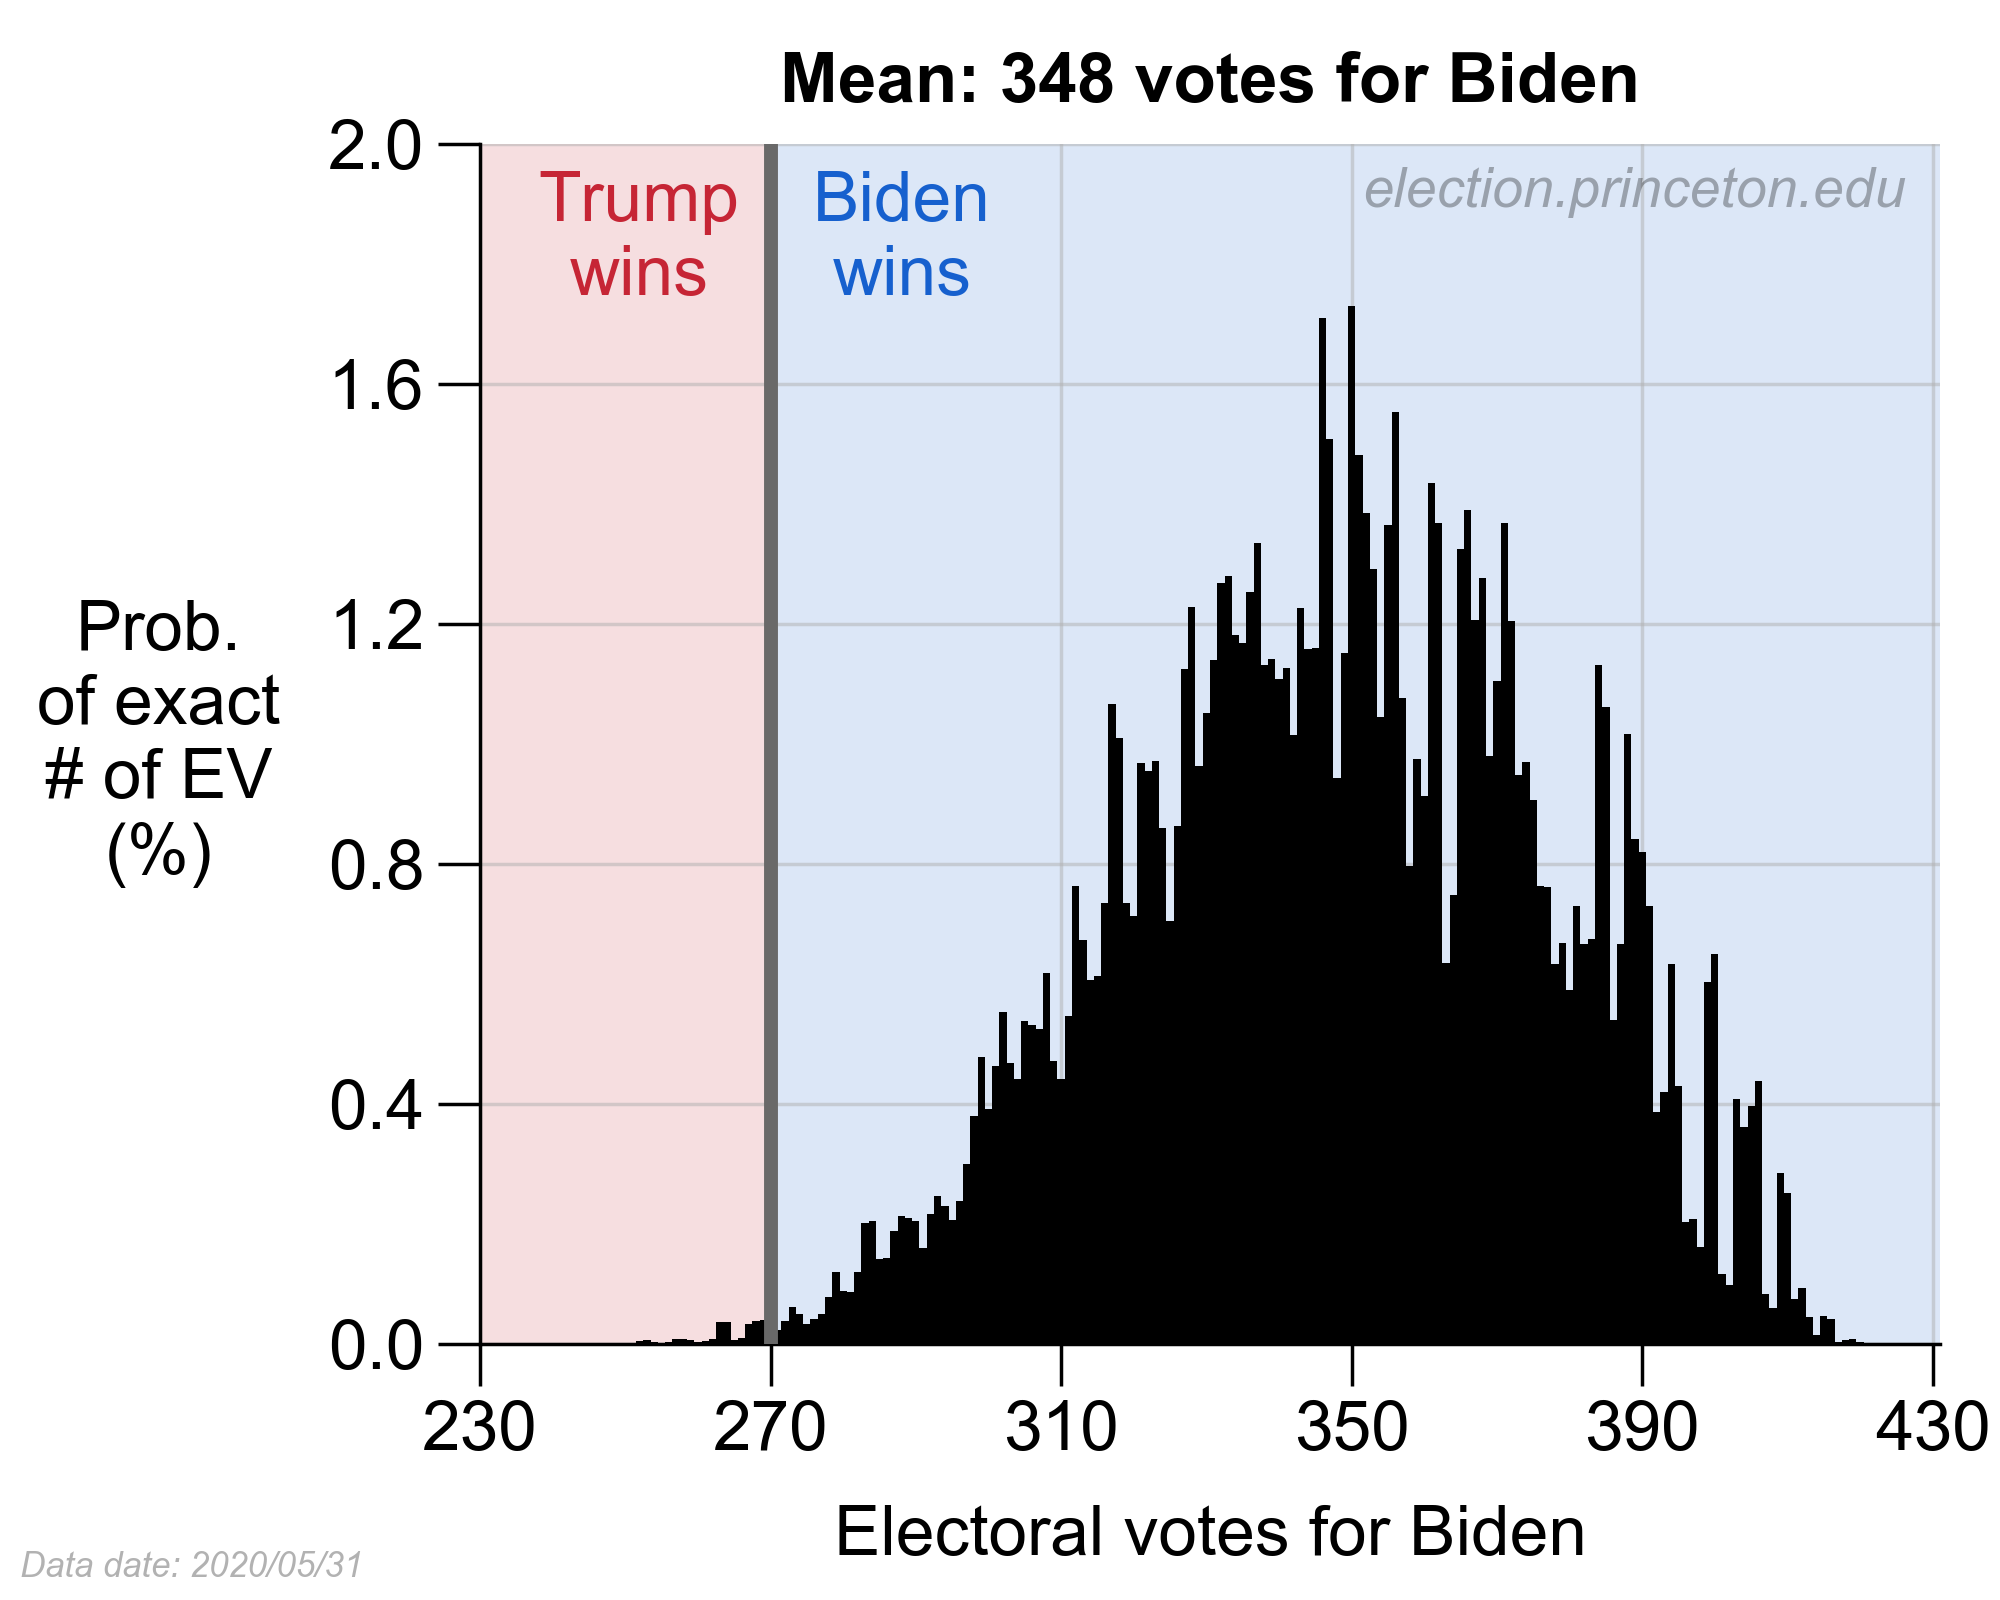 Mean: 348 votes for Biden
2.0
Trump
wins
Biden
wins
election.princeton.edu
1.6
1.2
0.8
0.4
0.0
Prob.
of exact
# of EV
(%)
230 270 310 350 390 430
Electoral votes for Biden
Data date: 2020/05/31